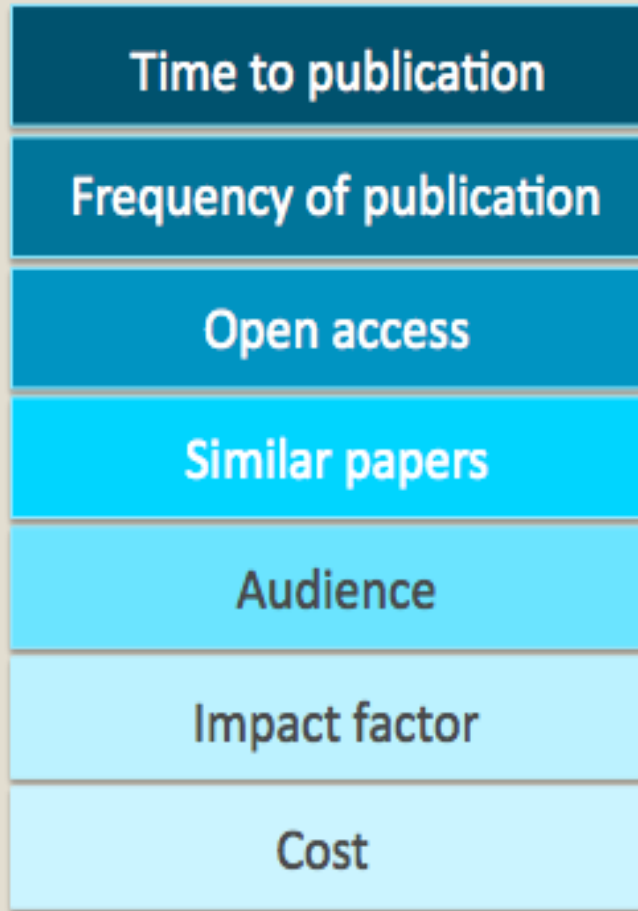 Time to publication
Frequency of publication
Open access
Similar papers
Audience
Impact factor
Cost